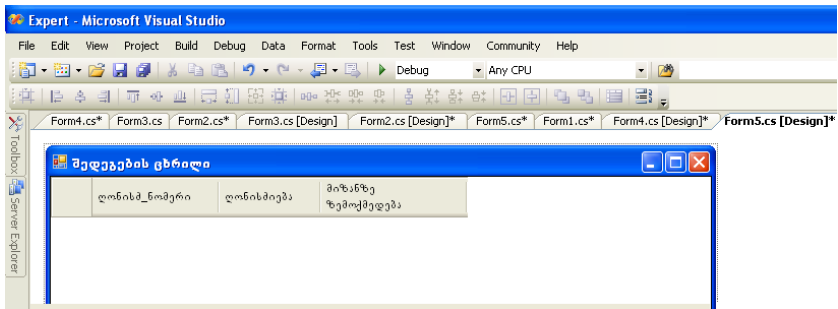 Expert - Microsoft Visual Studio
File Edit View Project Build Debug Data Format Tools Test Window Community Help
Debug Any CPU
Form4.cs* Form3.cs Form2.cs* Form3.cs [Design] Form2.cs [Design]* Form5.cs* Form1.cs* Form4.cs [Design]* Form5.cs [Design]*
Toolbox
Server Explorer
შედეგების ცხრილი
ღონისმ_ნომერი ღონისმიება მიზანზე
ზემოქმედება